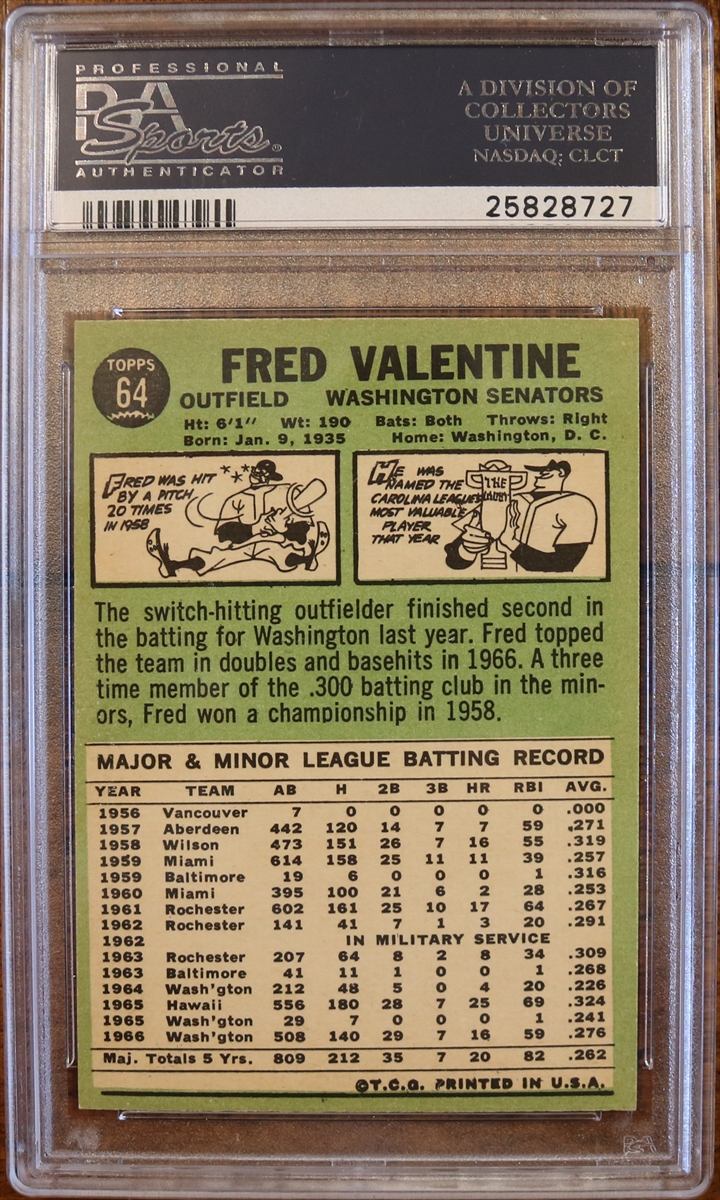 PROFESSIONAL
PSA
Sports
AUTHENTICATOR
A DIVISION OF
COLLECTORS
UNIVERSE
NASDAQ: CLCT
25828727
TOPPS
64
FRED VALENTINE
OUTFIELD WASHINGTON SENATORS
Ht: 6'1" Wt: 190 Bats: Both Throws: Right
Born: Jan. 9, 1935 Home: Washington, D. C.
FRED WAS HIT
BY A PITCH
20 TIMES
IN 1958
HE WAS
NAMED THE
CAROLINA LEAGUE
MOST VALUABLE
PLAYER
THAT YEAR
THE
The switch-hitting outfielder finished second in
the batting for Washington last year. Fred topped
the team in doubles and basehits in 1966. A three
time member of the .300 batting club in the min-
ors, Fred won a championship in 1958.
MAJOR & MINOR LEAGUE BATTING RECORD
YEAR TEAM AB H 2B 3B HR RBI AVG.
1956 Vancouver 7 0 0 0 0 0 .000
1957 Aberdeen 442 120 14 7 7 59 .271
1958 Wilson 473 151 26 7 16 55 .319
1959 Miami 614 158 25 11 11 39 .257
1959 Baltimore 19 6 0 0 0 1 .316
1960 Miami 395 100 21 6 2 28 .253
1961 Rochester 602 161 25 10 17 64 .267
1962 Rochester 141 41 7 1 3 20 .291
1962 IN MILITARY SERVICE
1963 Rochester 207 64 8 2 8 34 .309
1963 Baltimore 41 11 1 0 0 1 .268
1964 Wash'gton 212 48 5 0 4 20 .226
1965 Hawaii 556 180 28 7 25 69 .324
1965 Wash'gton 29 7 0 0 0 1 .241
1966 Wash'gton 508 140 29 7 16 59 .276
Maj. Totals 5 Yrs. 809 212 35 7 20 82 .262
©T.C.G. PRINTED IN U.S.A.
PSA